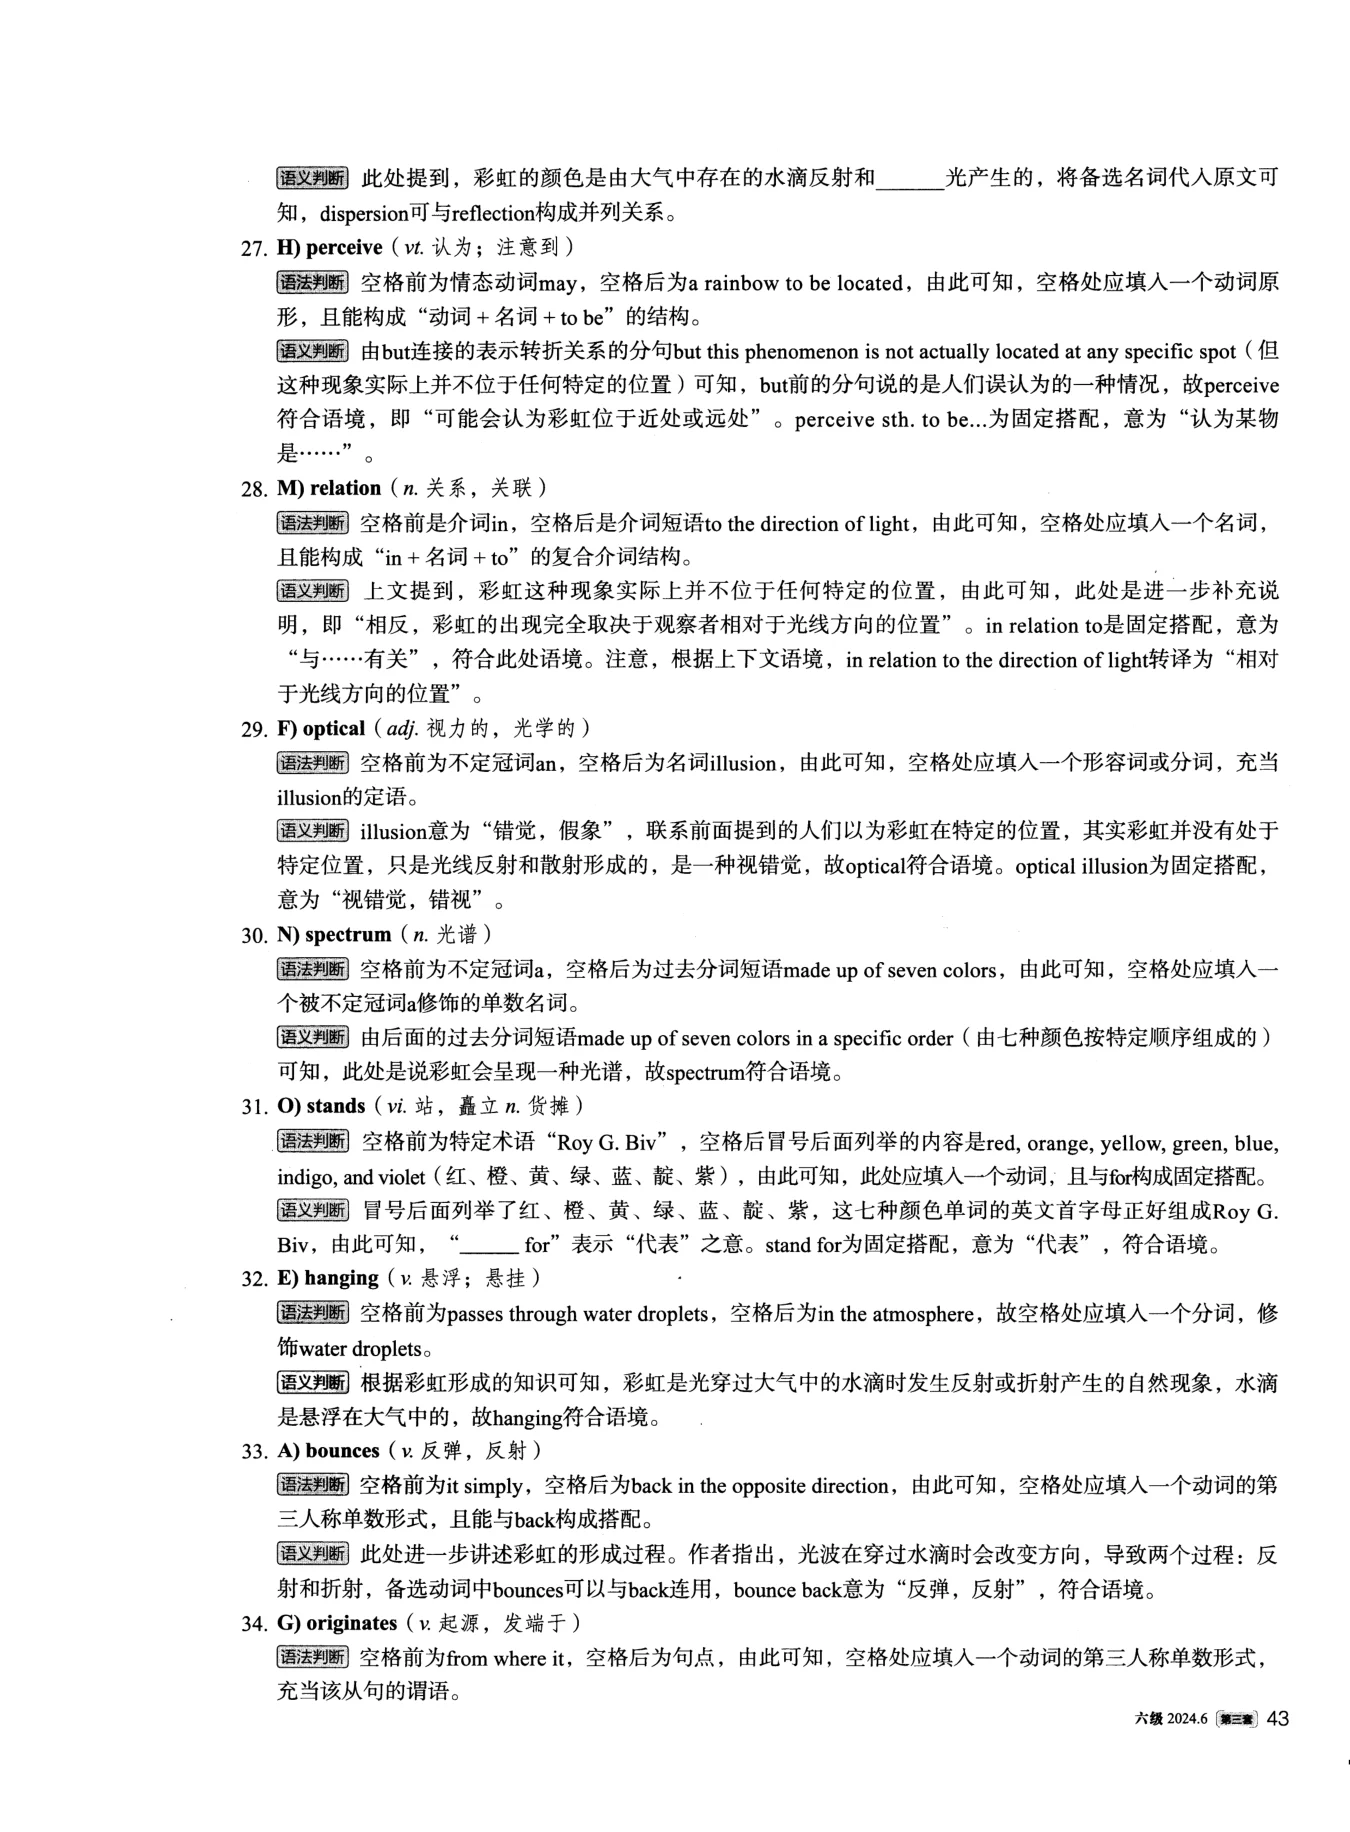 语义判断 此处提到，彩虹的颜色是由大气中存在的水滴反射和______光产生的，将备选名词代入原文可
知，dispersion可与reflection构成并列关系。
27. H) perceive（vt. 认为；注意到）
语法判断 空格前为情态动词may，空格后为a rainbow to be located，由此可知，空格处应填入一个动词原
形，且能构成“动词 + 名词 + to be”的结构。
语义判断 由but连接的表示转折关系的分句but this phenomenon is not actually located at any specific spot（但
这种现象实际上并不位于任何特定的位置）可知，but前的分句说的是人们误认为的一种情况，故perceive
符合语境，即“可能会认为彩虹位于近处或远处”。perceive sth. to be...为固定搭配，意为“认为某物
是……”。
28. M) relation（n. 关系，关联）
语法判断 空格前是介词in，空格后是介词短语to the direction of light，由此可知，空格处应填入一个名词，
且能构成“in + 名词 + to”的复合介词结构。
语义判断 上文提到，彩虹这种现象实际上并不位于任何特定的位置，由此可知，此处是进一步补充说
明，即“相反，彩虹的出现完全取决于观察者相对于光线方向的位置”。in relation to是固定搭配，意为
“与……有关”，符合此处语境。注意，根据上下文语境，in relation to the direction of light转译为“相对
于光线方向的位置”。
29. F) optical（adj. 视力的，光学的）
语法判断 空格前为不定冠词an，空格后为名词illusion，由此可知，空格处应填入一个形容词或分词，充当
illusion的定语。
语义判断 illusion意为“错觉，假象”，联系前面提到的人们以为彩虹在特定的位置，其实彩虹并没有处于
特定位置，只是光线反射和散射形成的，是一种视错觉，故optical符合语境。optical illusion为固定搭配，
意为“视错觉，错视”。
30. N) spectrum（n. 光谱）
语法判断 空格前为不定冠词a，空格后为过去分词短语made up of seven colors，由此可知，空格处应填入一
个被不定冠词a修饰的单数名词。
语义判断 由后面的过去分词短语made up of seven colors in a specific order（由七种颜色按特定顺序组成的）
可知，此处是说彩虹会呈现一种光谱，故spectrum符合语境。
31. O) stands（vi. 站，矗立 n. 货摊）
语法判断 空格前为特定术语“Roy G. Biv”，空格后冒号后面列举的内容是red, orange, yellow, green, blue,
indigo, and violet（红、橙、黄、绿、蓝、靛、紫），由此可知，此处应填入一个动词，且与for构成固定搭配。
语义判断 冒号后面列举了红、橙、黄、绿、蓝、靛、紫，这七种颜色单词的英文首字母正好组成Roy G.
Biv，由此可知，“______ for”表示“代表”之意。stand for为固定搭配，意为“代表”，符合语境。
32. E) hanging（v. 悬浮；悬挂）
语法判断 空格前为passes through water droplets，空格后为in the atmosphere，故空格处应填入一个分词，修
饰water droplets。
语义判断 根据彩虹形成的知识可知，彩虹是光穿过大气中的水滴时发生反射或折射产生的自然现象，水滴
是悬浮在大气中的，故hanging符合语境。
33. A) bounces（v. 反弹，反射）
语法判断 空格前为it simply，空格后为back in the opposite direction，由此可知，空格处应填入一个动词的第
三人称单数形式，且能与back构成搭配。
语义判断 此处进一步讲述彩虹的形成过程。作者指出，光波在穿过水滴时会改变方向，导致两个过程：反
射和折射，备选动词中bounces可以与back连用，bounce back意为“反弹，反射”，符合语境。
34. G) originates（v. 起源，发端于）
语法判断 空格前为from where it，空格后为句点，由此可知，空格处应填入一个动词的第三人称单数形式，
充当该从句的谓语。
六级 2024.6 第三套 43